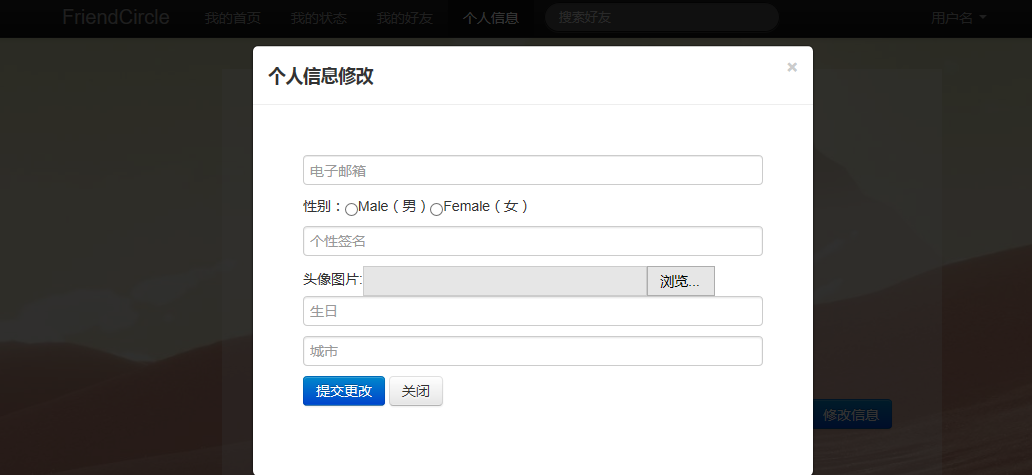 FriendCircle 我的首页 我的状态 我的好友 个人信息 搜索好友 用户名
个人信息修改 ×
电子邮箱
性别：Male（男）Female（女）
个性签名
头像图片: 浏览...
生日
城市
提交更改 关闭
修改信息